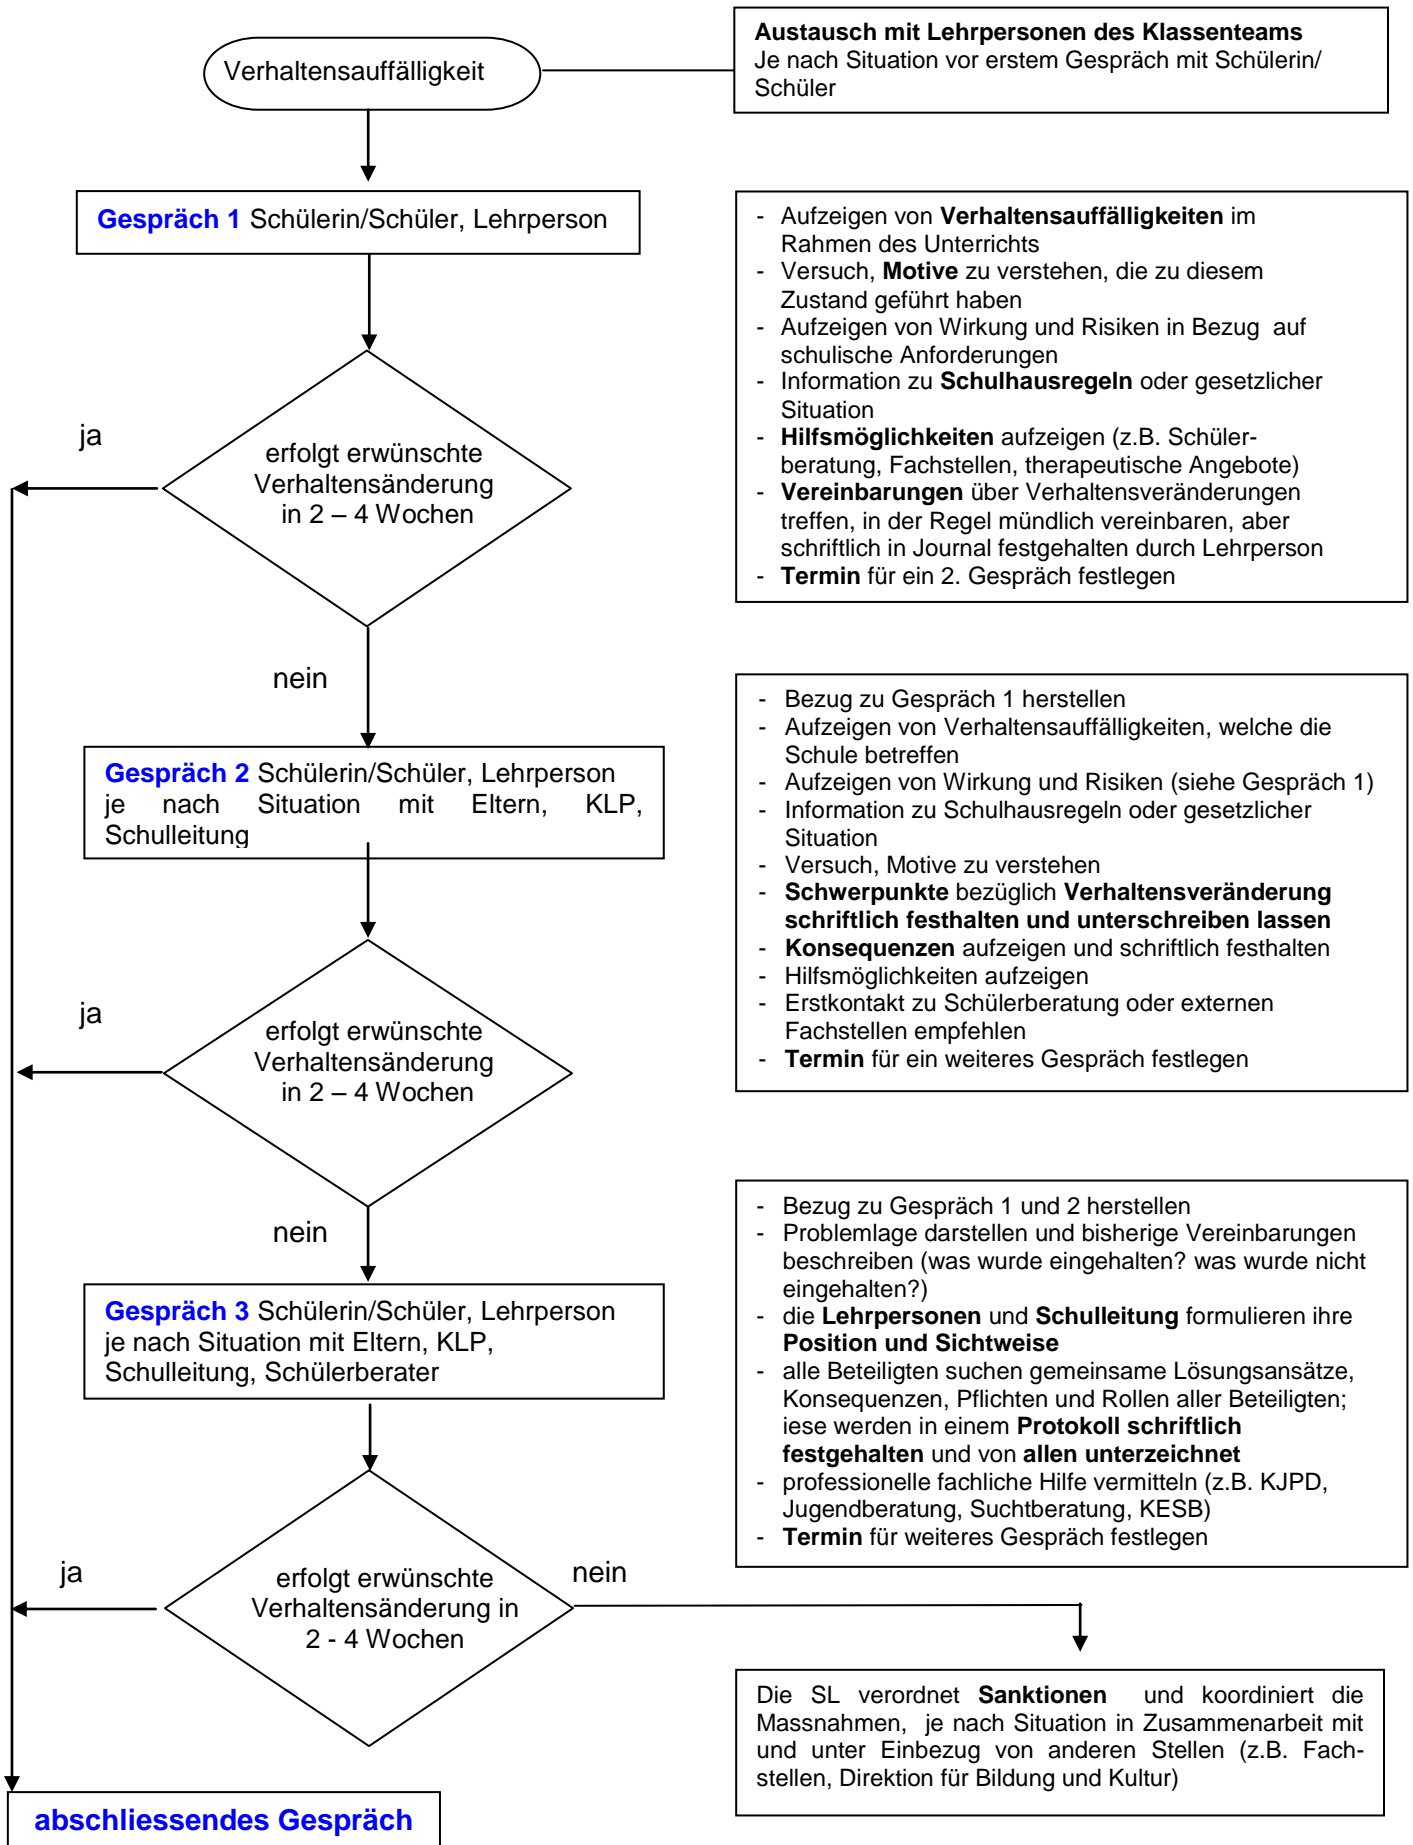 Verhaltensauffälligkeit
Austausch mit Lehrpersonen des Klassenteams
Je nach Situation vor erstem Gespräch mit Schülerin/
Schüler
Gespräch 1 Schülerin/Schüler, Lehrperson
- Aufzeigen von Verhaltensauffälligkeiten im
Rahmen des Unterrichts
- Versuch, Motive zu verstehen, die zu diesem
Zustand geführt haben
- Aufzeigen von Wirkung und Risiken in Bezug auf
schulische Anforderungen
- Information zu Schulhausregeln oder gesetzlicher
Situation
- Hilfsmöglichkeiten aufzeigen (z.B. Schüler-
beratung, Fachstellen, therapeutische Angebote)
- Vereinbarungen über Verhaltensveränderungen
treffen, in der Regel mündlich vereinbaren, aber
schriftlich in Journal festgehalten durch Lehrperson
- Termin für ein 2. Gespräch festlegen
ja
erfolgt erwünschte
Verhaltensänderung
in 2 – 4 Wochen
nein
Gespräch 2 Schülerin/Schüler, Lehrperson
je nach Situation mit Eltern, KLP,
Schulleitung
- Bezug zu Gespräch 1 herstellen
- Aufzeigen von Verhaltensauffälligkeiten, welche die
Schule betreffen
- Aufzeigen von Wirkung und Risiken (siehe Gespräch 1)
- Information zu Schulhausregeln oder gesetzlicher
Situation
- Versuch, Motive zu verstehen
- Schwerpunkte bezüglich Verhaltensveränderung
schriftlich festhalten und unterschreiben lassen
- Konsequenzen aufzeigen und schriftlich festhalten
- Hilfsmöglichkeiten aufzeigen
- Erstkontakt zu Schülerberatung oder externen
Fachstellen empfehlen
- Termin für ein weiteres Gespräch festlegen
ja
erfolgt erwünschte
Verhaltensänderung
in 2 – 4 Wochen
nein
Gespräch 3 Schülerin/Schüler, Lehrperson
je nach Situation mit Eltern, KLP,
Schulleitung, Schülerberater
- Bezug zu Gespräch 1 und 2 herstellen
- Problemlage darstellen und bisherige Vereinbarungen
beschreiben (was wurde eingehalten? was wurde nicht
eingehalten?)
- die Lehrpersonen und Schulleitung formulieren ihre
Position und Sichtweise
- alle Beteiligten suchen gemeinsame Lösungsansätze,
Konsequenzen, Pflichten und Rollen aller Beteiligten;
iese werden in einem Protokoll schriftlich
festgehalten und von allen unterzeichnet
- professionelle fachliche Hilfe vermitteln (z.B. KJPD,
Jugendberatung, Suchtberatung, KESB)
- Termin für weiteres Gespräch festlegen
ja
erfolgt erwünschte
Verhaltensänderung in
2 - 4 Wochen
nein
Die SL verordnet Sanktionen und koordiniert die
Massnahmen, je nach Situation in Zusammenarbeit mit
und unter Einbezug von anderen Stellen (z.B. Fach-
stellen, Direktion für Bildung und Kultur)
abschliessendes Gespräch